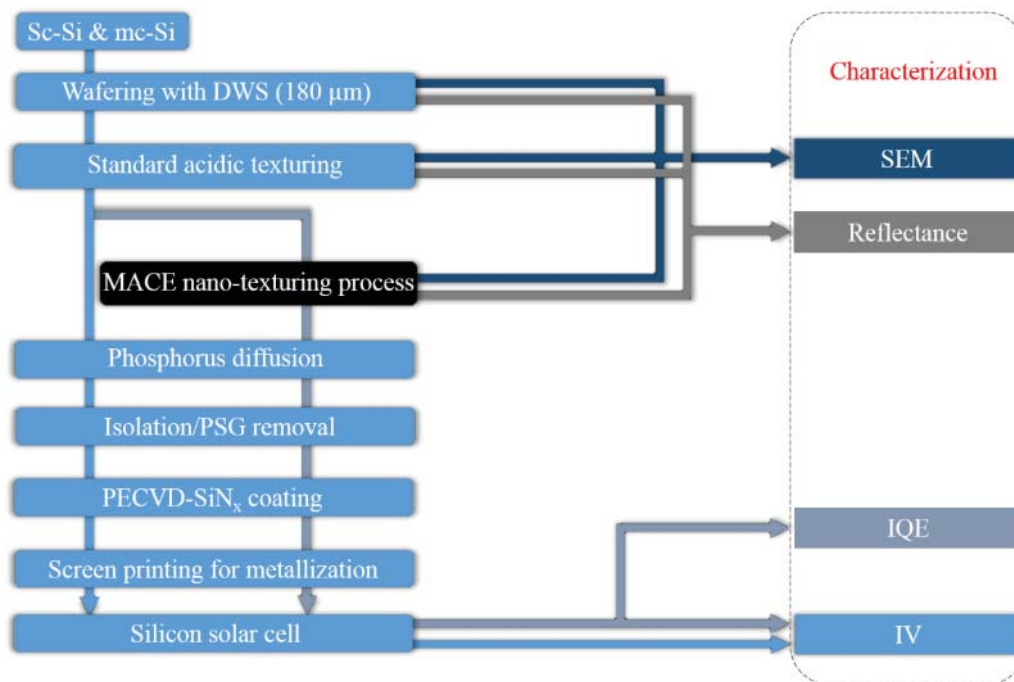 Sc-Si & mc-Si
Wafering with DWS (180 µm)
Standard acidic texturing
MACE nano-texturing process
Phosphorus diffusion
Isolation/PSG removal
PECVD-SiNₓ coating
Screen printing for metallization
Silicon solar cell
Characterization
SEM
Reflectance
IQE
IV